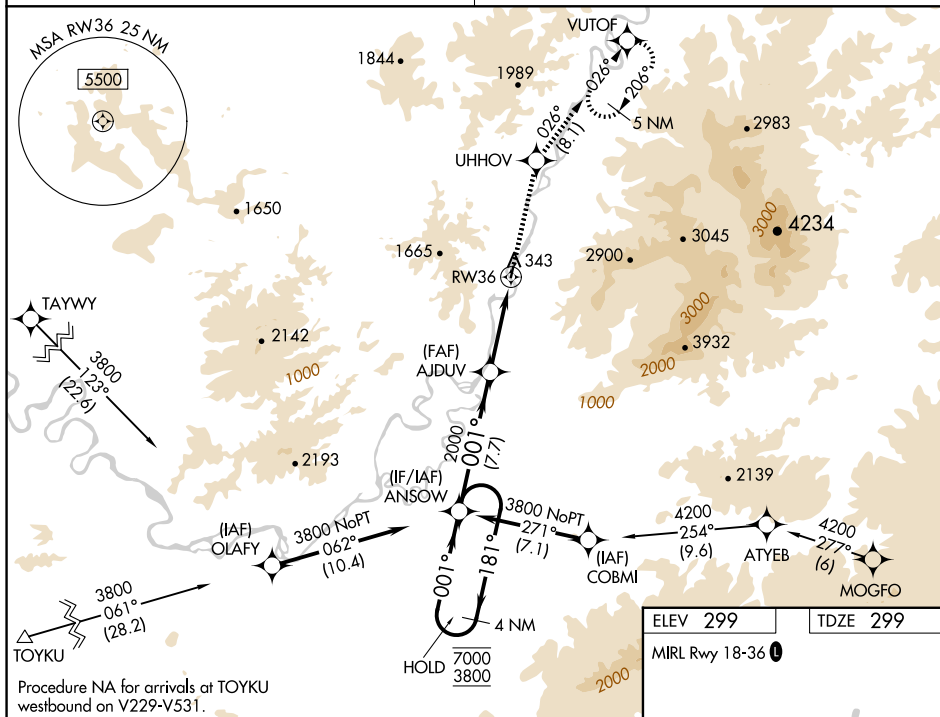 MSA RW36 25 NM
5500
VUTOF
1844
1989
026°
206°
5 NM
026°
(8.1)
2983
UHHOV
1650
3000
4234
1665
343
RW36
2900
3045
TAYWY
3000
3800
123°
(22.6)
2142
1000
(FAF)
AJDUV
3932
2000
1000
2000
001°
(7.7)
2193
(IF/IAF)
ANSOW
2139
3800 NoPT
271°
(7.1)
4200
254°
(9.6)
ATYEB
4200
277°
(6)
MOGFO
(IAF)
OLAFY
3800 NoPT
062°
(10.4)
(IAF)
COBMI
001°
181°
3800
061°
(28.2)
TOYKU
4 NM
HOLD
7000
3800
2000
ELEV 299
TDZE 299
MIRL Rwy 18-36 L
Procedure NA for arrivals at TOYKU
westbound on V229-V531.